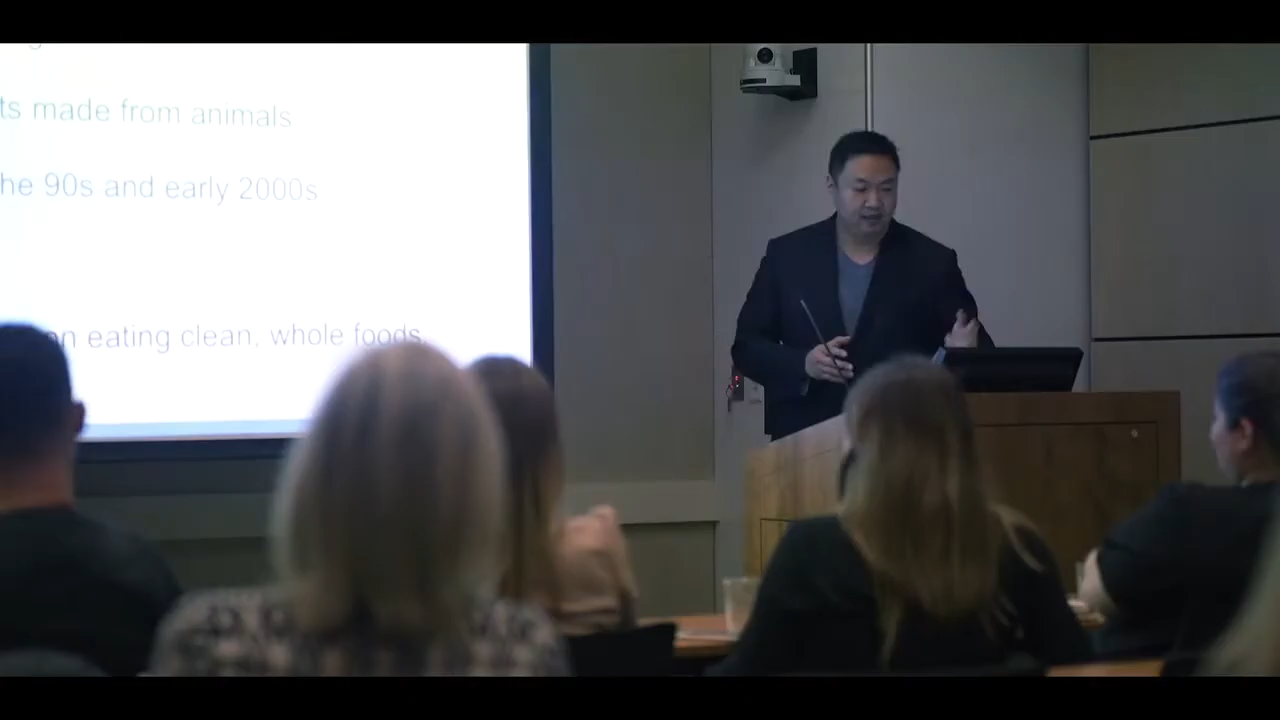 ts made from animals
he 90s and early 2000s
on eating clean, whole foods,